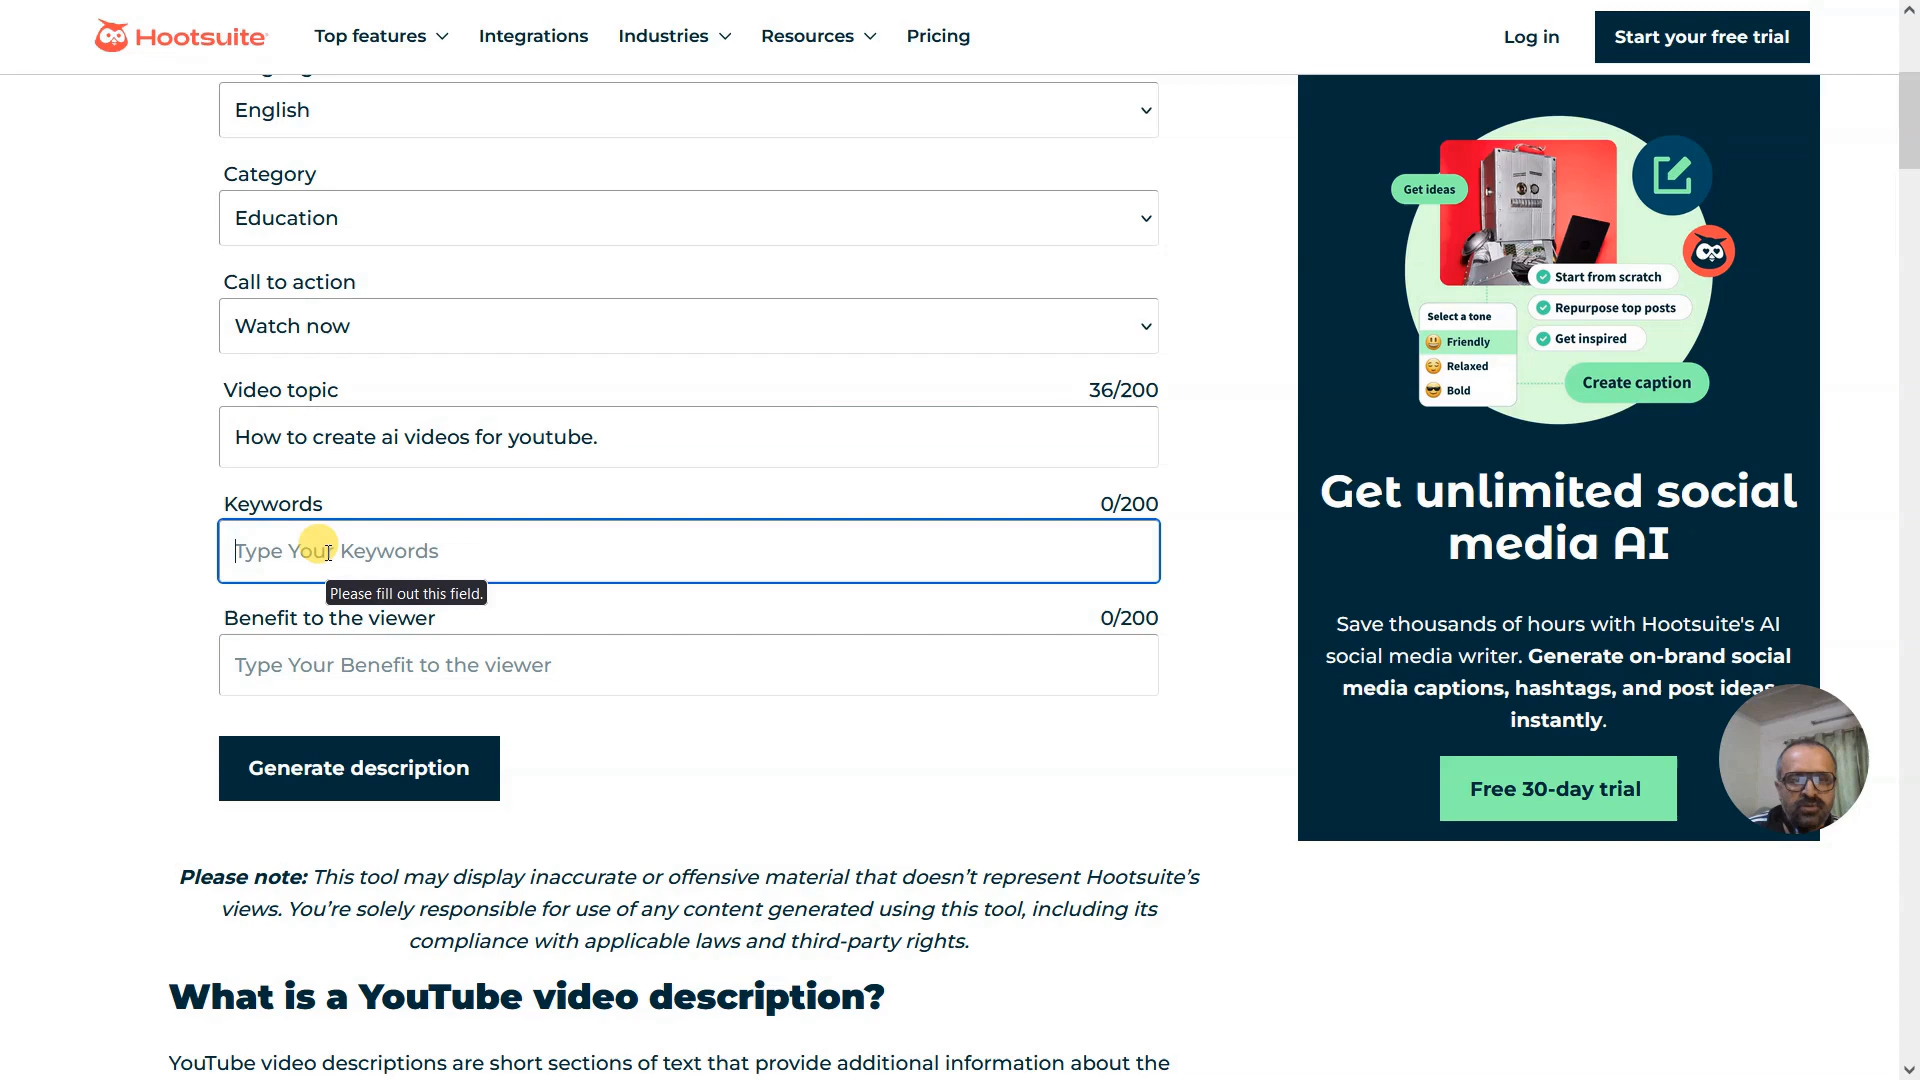 Hootsuite
Top features
Integrations
Industries
Resources
Pricing
Log in
Start your free trial
English
Category
Education
Call to action
Watch now
Video topic
36/200
How to create ai videos for youtube.
Keywords
0/200
Type Your Keywords
Please fill out this field.
Benefit to the viewer
0/200
Type Your Benefit to the viewer
Generate description
Please note: This tool may display inaccurate or offensive material that doesn’t represent Hootsuite’s
views. You’re solely responsible for use of any content generated using this tool, including its
compliance with applicable laws and third-party rights.
What is a YouTube video description?
YouTube video descriptions are short sections of text that provide additional information about the
Get ideas
Start from scratch
Repurpose top posts
Get inspired
Select a tone
Friendly
Relaxed
Bold
Create caption
Get unlimited social
media AI
Save thousands of hours with Hootsuite's AI
social media writer. Generate on-brand social
media captions, hashtags, and post ideas
instantly.
Free 30-day trial